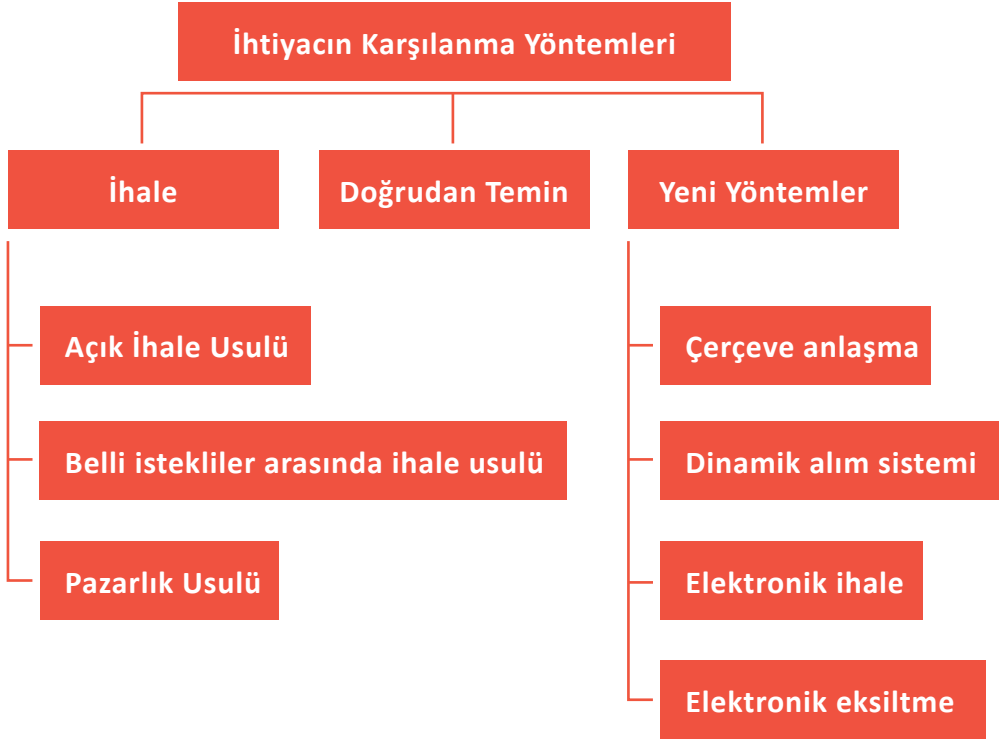 İhtiyacın Karşılanma Yöntemleri
İhale
Doğrudan Temin
Yeni Yöntemler
Açık İhale Usulü
Belli istekliler arasında ihale usulü
Pazarlık Usulü
Çerçeve anlaşma
Dinamik alım sistemi
Elektronik ihale
Elektronik eksiltme